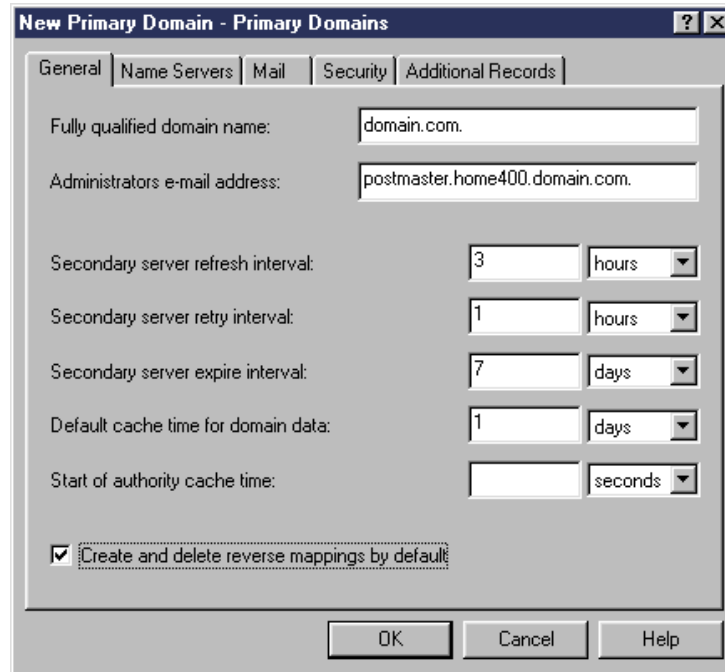 New Primary Domain - Primary Domains
General Name Servers Mail Security Additional Records
Fully qualified domain name: domain.com.
Administrators e-mail address: postmaster.home400.domain.com.
Secondary server refresh interval: 3 hours
Secondary server retry interval: 1 hours
Secondary server expire interval: 7 days
Default cache time for domain data: 1 days
Start of authority cache time: seconds
Create and delete reverse mappings by default
OK Cancel Help